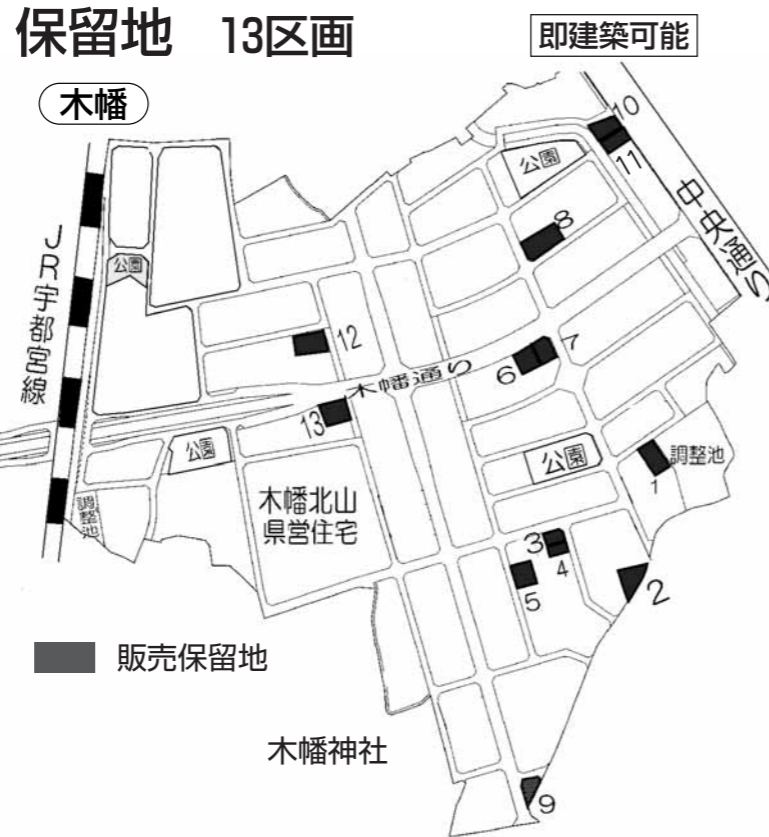 保留地 13区画
即建築可能
木幡
10
11
公園
中央通り
8
JR宇都宮線
公園
12
7
6
木幡通り
13
公園
公園
調整池
1
木幡北山
県営住宅
調整池
3
4
5
2
販売保留地
木幡神社
9